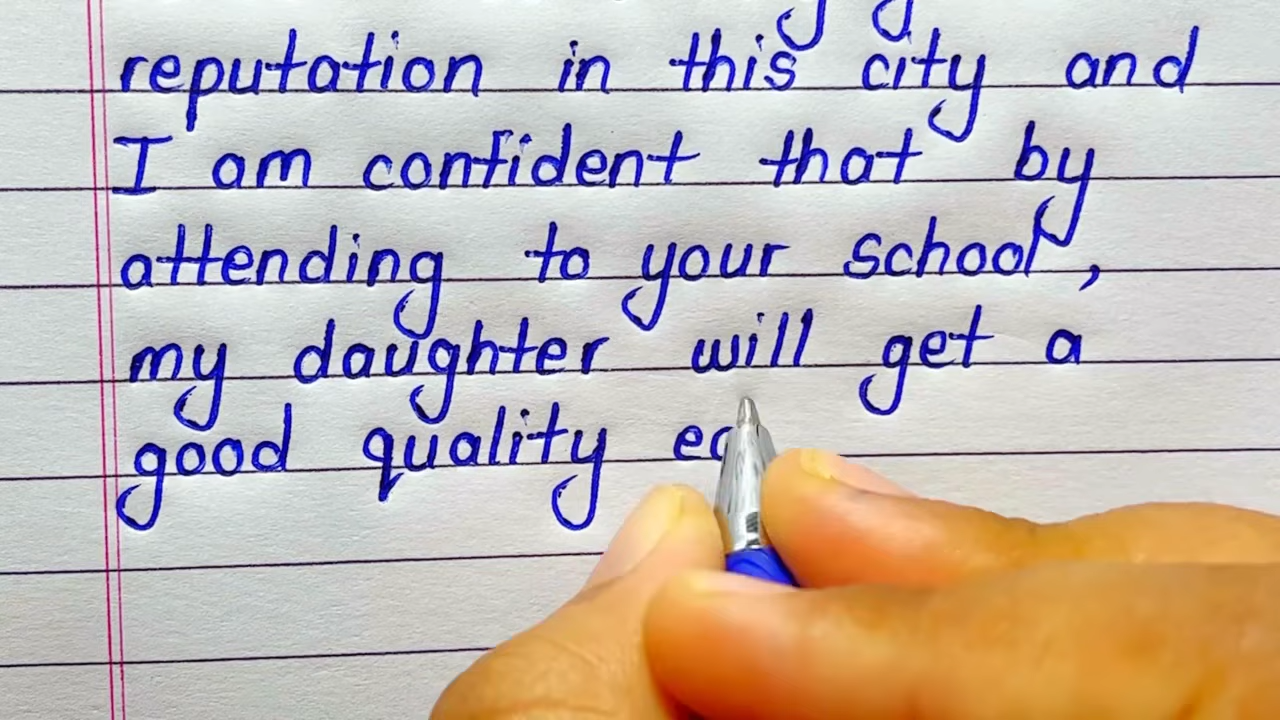 reputation in this city and
I am confident that by
attending to your school,
my daughter will get a
good quality